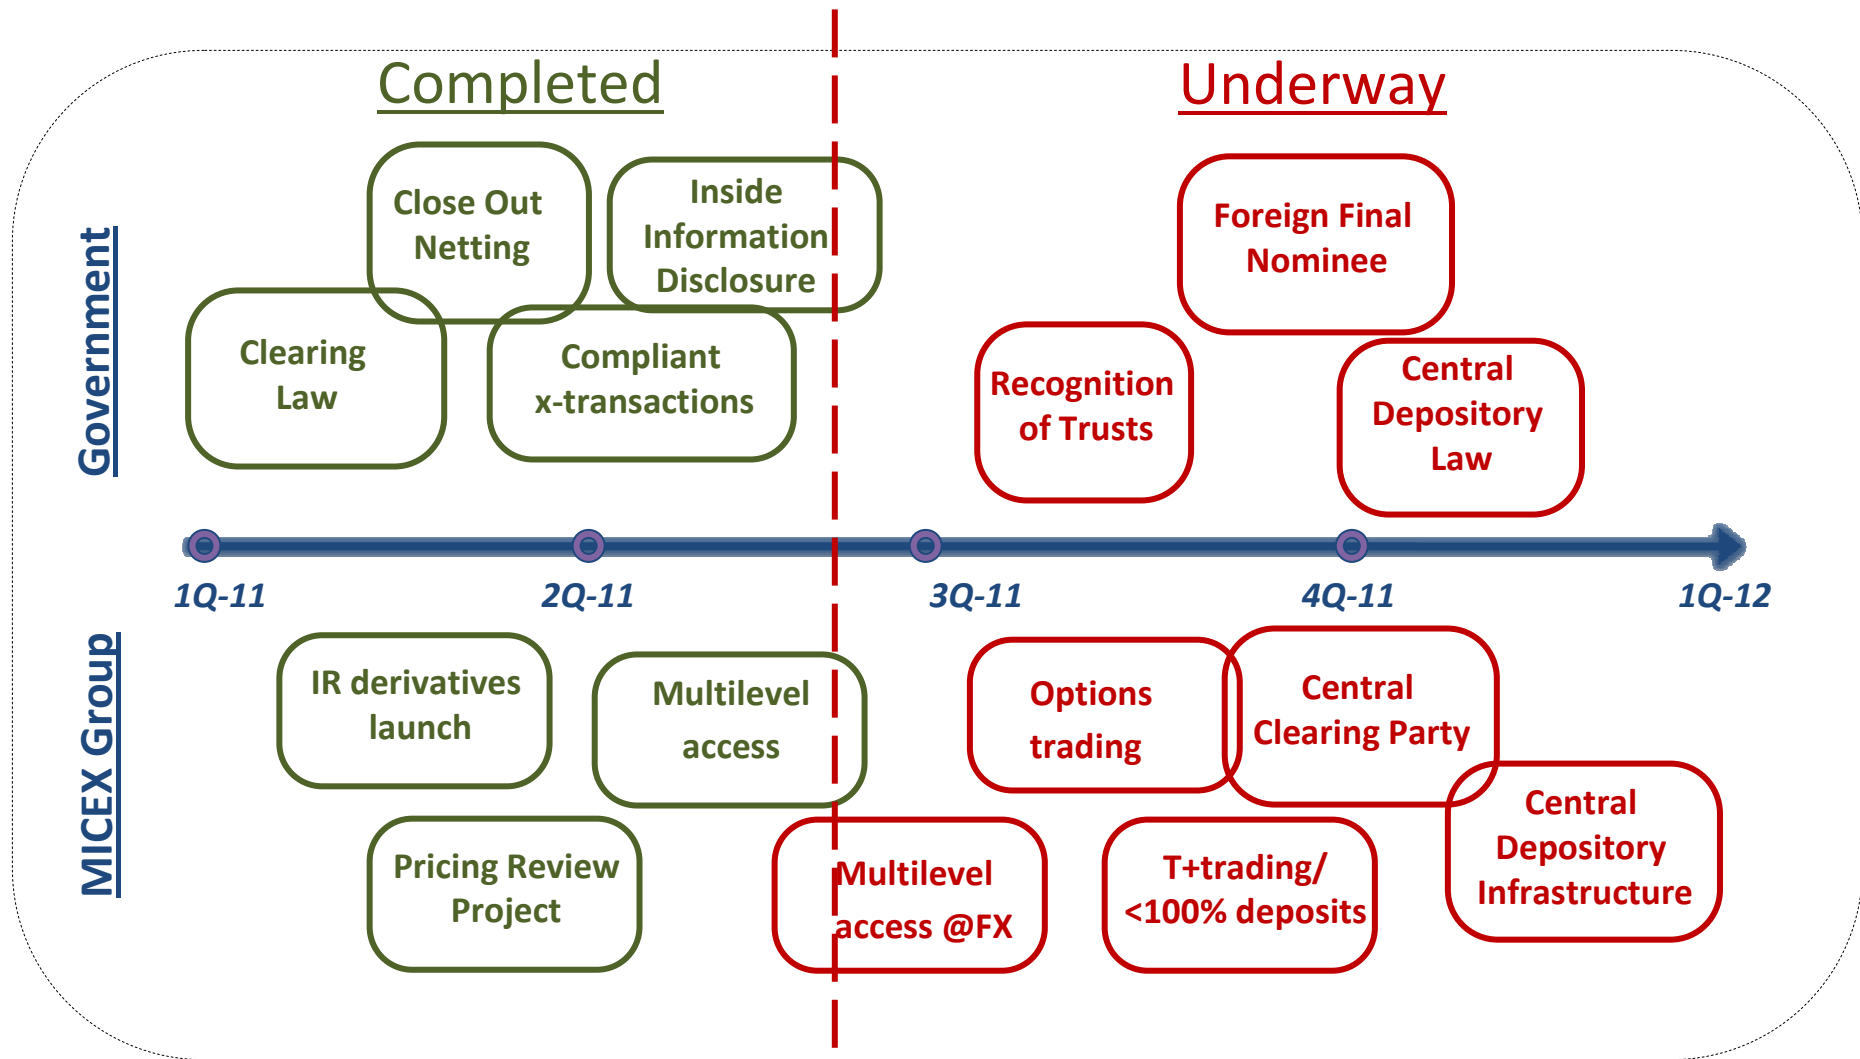 Completed
Underway
Government
Close Out
Netting
Inside
Information
Disclosure
Clearing
Law
Compliant
x-transactions
Foreign Final
Nominee
Recognition
of Trusts
Central
Depository
Law
1Q-11
2Q-11
3Q-11
4Q-11
1Q-12
MICEX Group
IR derivatives
launch
Multilevel
access
Pricing Review
Project
Options
trading
Central
Clearing Party
Multilevel
access @FX
T+trading/
<100% deposits
Central
Depository
Infrastructure